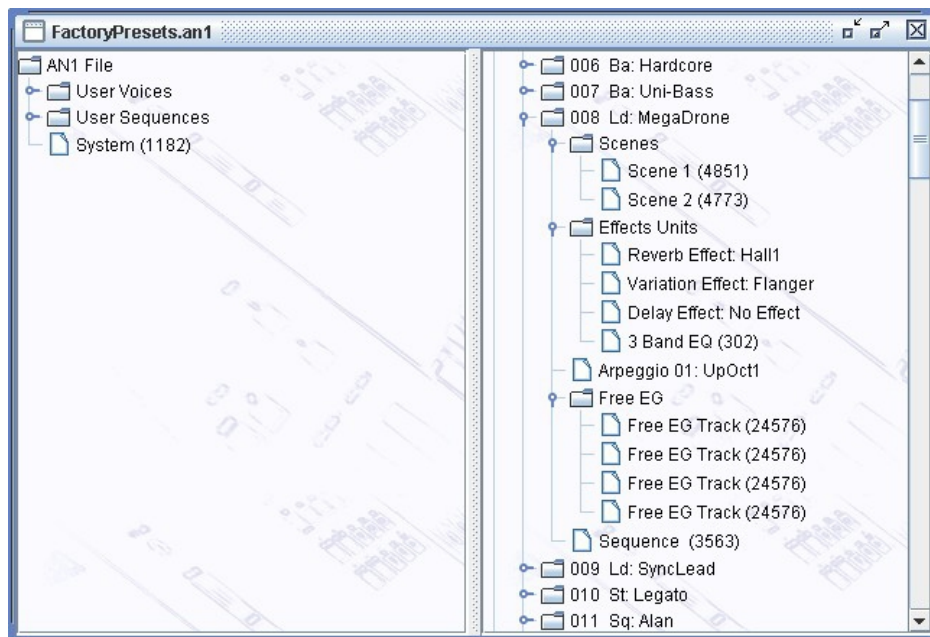 FactoryPresets.an1
AN1 File
User Voices
User Sequences
System (1182)
006 Ba: Hardcore
007 Ba: Uni-Bass
008 Ld: MegaDrone
Scenes
Scene 1 (4851)
Scene 2 (4773)
Effects Units
Reverb Effect: Hall1
Variation Effect: Flanger
Delay Effect: No Effect
3 Band EQ (302)
Arpeggio 01: UpOct1
Free EG
Free EG Track (24576)
Free EG Track (24576)
Free EG Track (24576)
Free EG Track (24576)
Sequence (3563)
009 Ld: SyncLead
010 St: Legato
011 Sq: Alan